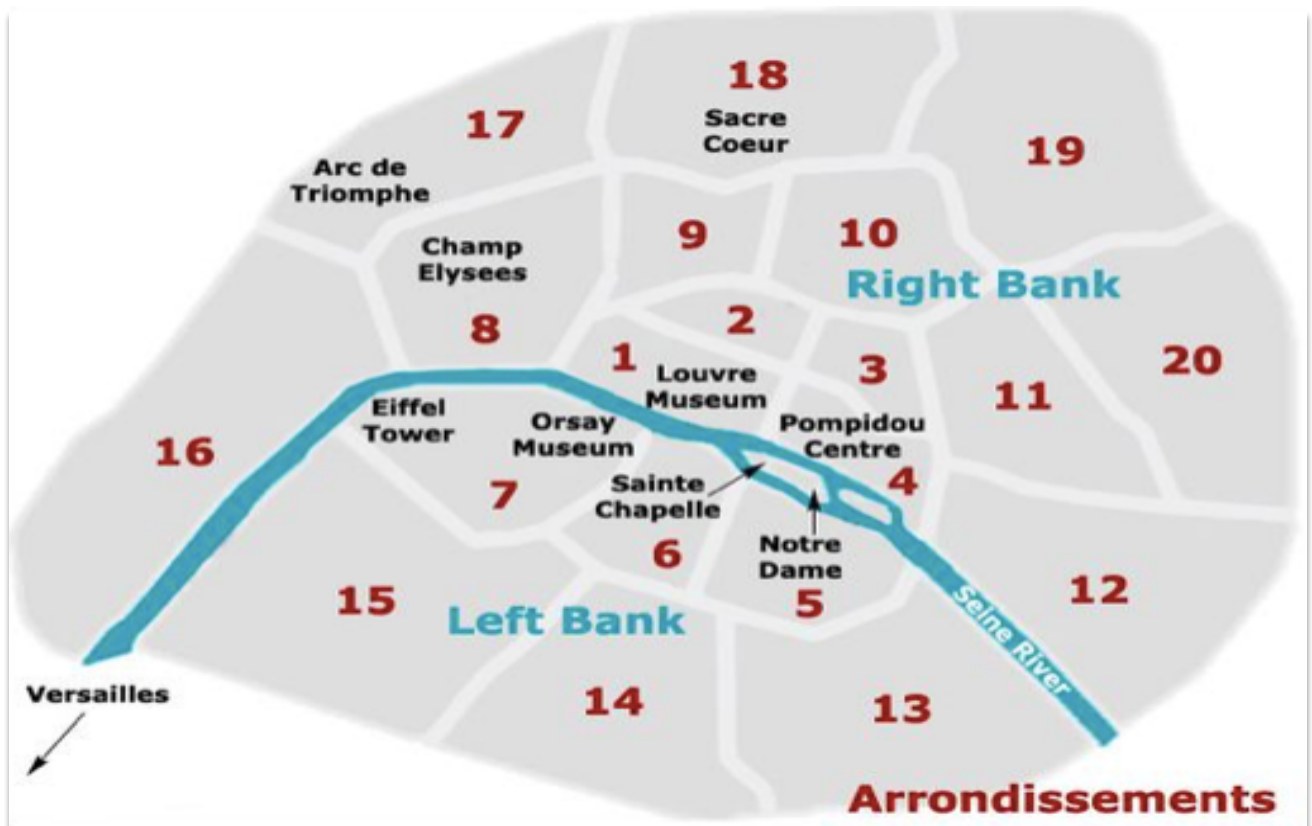 18
Sacre
Coeur
17
19
Arc de
Triomphe
9
10
Champ
Elysees
Right Bank
8
2
1
3
20
Louvre
Museum
11
Eiffel
Tower
Orsay
Museum
Pompidou
Centre
16
7
Sainte
Chapelle
4
6
Notre
Dame
5
15
Left Bank
12
Seine River
Versailles
14
13
Arrondissements